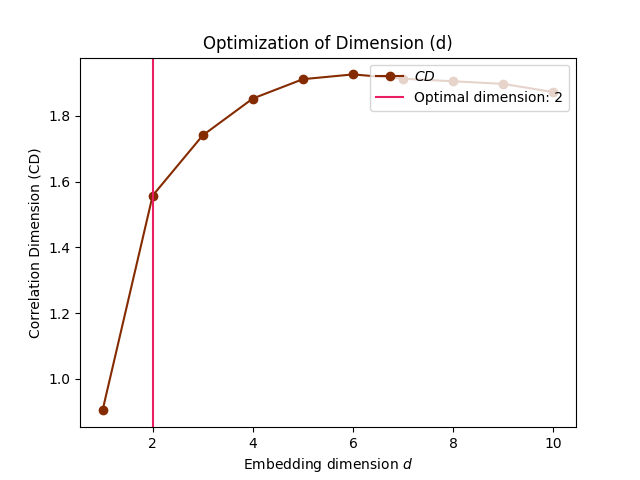 Optimization of Dimension (d)
CD
Optimal dimension: 2
1.8
1.6
1.4
1.2
1.0
Correlation Dimension (CD)
2 4 6 8 10
Embedding dimension d